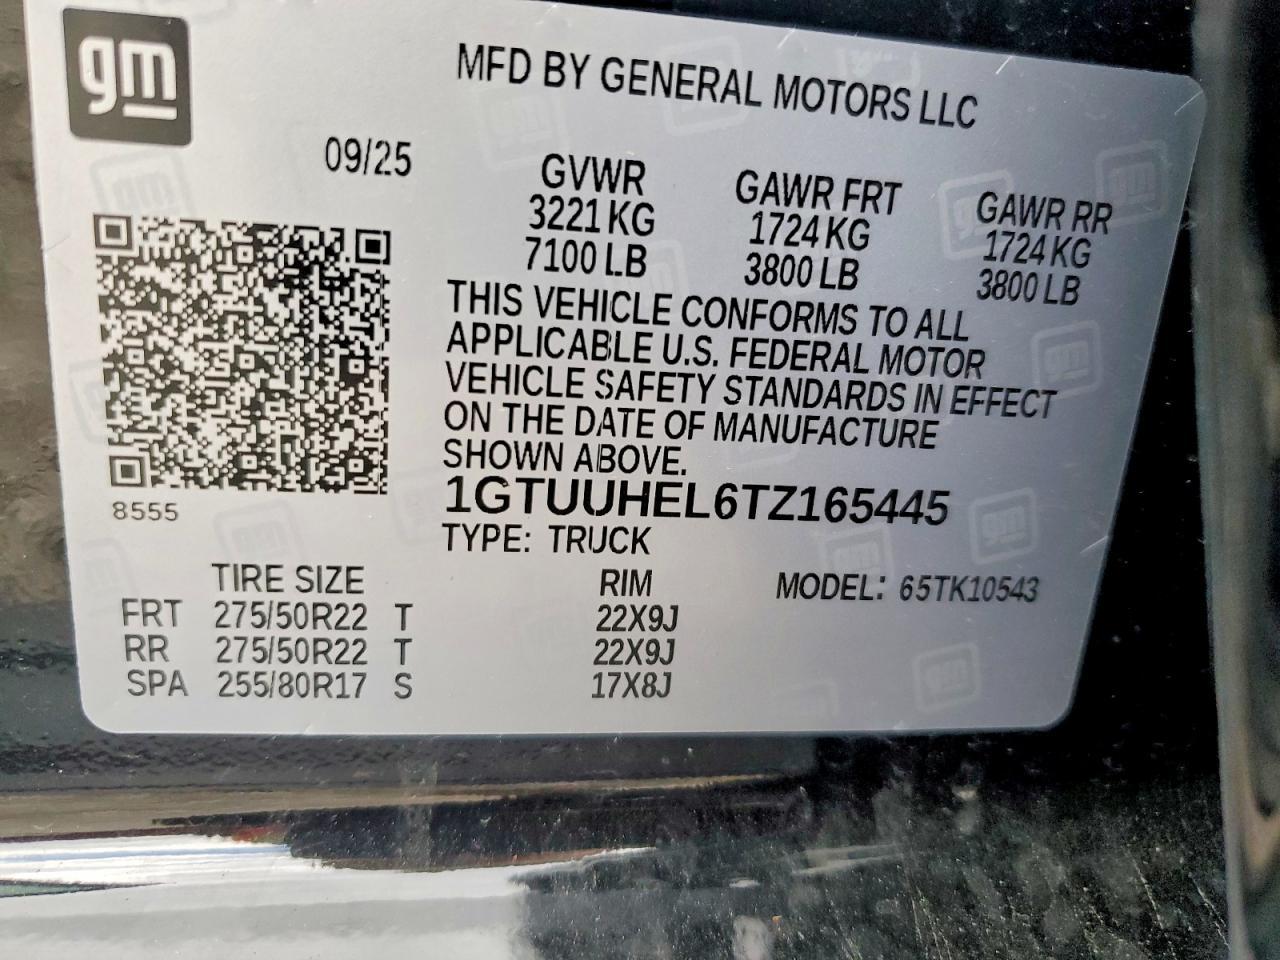 gm
MFD BY GENERAL MOTORS LLC
09/25
GVWR GAWR FRT GAWR RR
3221 KG 1724 KG 1724 KG
7100 LB 3800 LB 3800 LB
THIS VEHICLE CONFORMS TO ALL
APPLICABLE U.S. FEDERAL MOTOR
VEHICLE SAFETY STANDARDS IN EFFECT
ON THE DATE OF MANUFACTURE
SHOWN ABOVE.
1GTUUHEL6TZ165445
8555
TYPE: TRUCK
TIRE SIZE RIM MODEL: 65TK10543
FRT 275/50R22 T 22X9J
RR 275/50R22 T 22X9J
SPA 255/80R17 S 17X8J